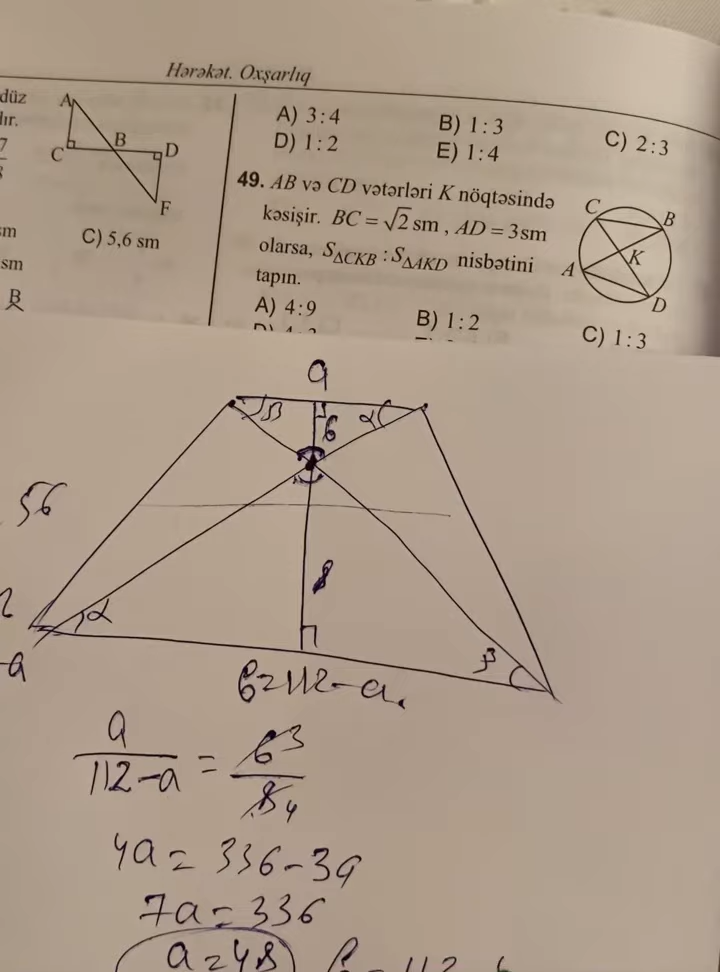 Hərəkət. Oxşarlıq
düz
A
B
D
C
F
C) 5,6 sm
sm
B
A) 3:4
B) 1:3
C) 2:3
D) 1:2
E) 1:4
49. AB və CD vətərləri K nöqtəsində
kəsişir. BC = √2 sm, AD = 3sm
olarsa, S△CKB : S△AKD nisbətini
tapın.
A) 4:9
B) 1:2
C) 1:3
C
B
K
A
D
a
β
6
α
56
8
α
β
-a
б=112-a
a/(112-a) = 6 3/8 4
4a=336-3a
7a=336
a=48